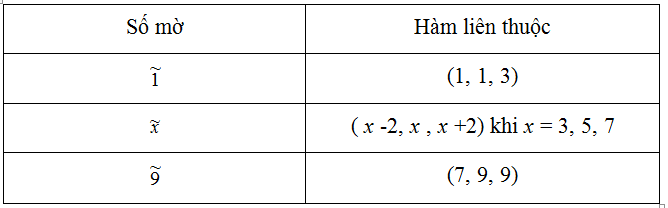 Số mờ Hàm liên thuộc
1̃ (1, 1, 3)
x̃ ( x -2, x , x +2) khi x = 3, 5, 7
9̃ (7, 9, 9)